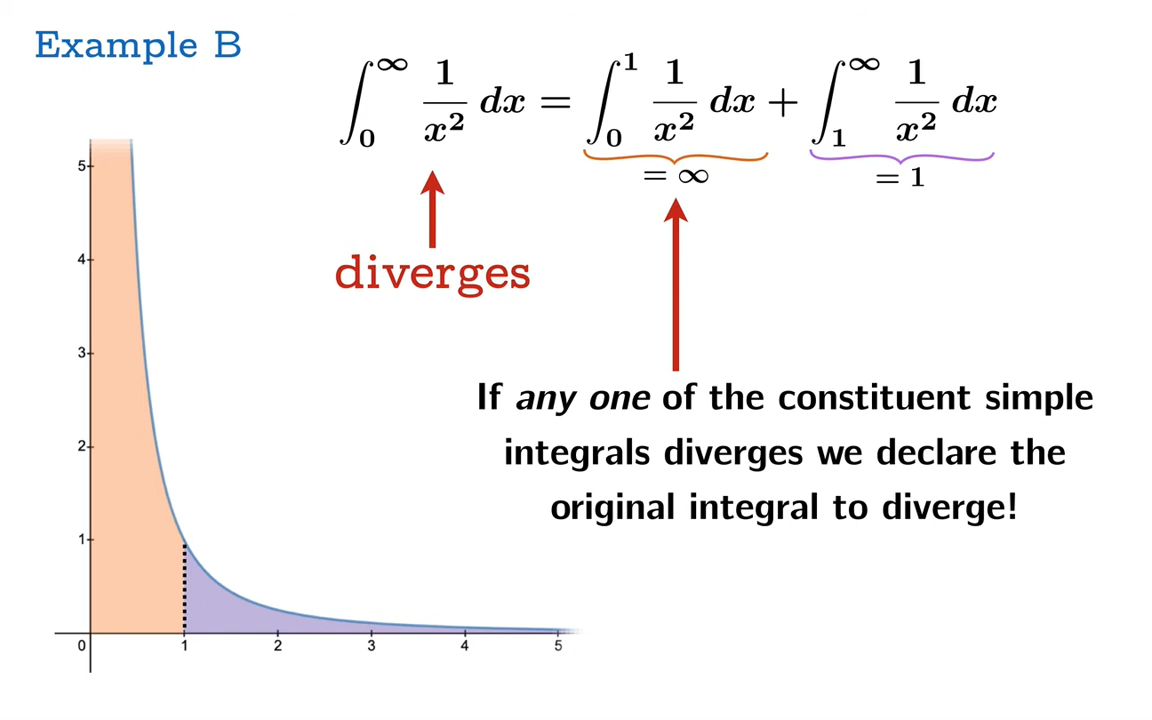 Example B
∫₀^∞ 1/x² dx = ∫₀¹ 1/x² dx + ∫₁^∞ 1/x² dx
= ∞
= 1
diverges
If any one of the constituent simple
integrals diverges we declare the
original integral to diverge!
5
4
3
2
1
0 1 2 3 4 5